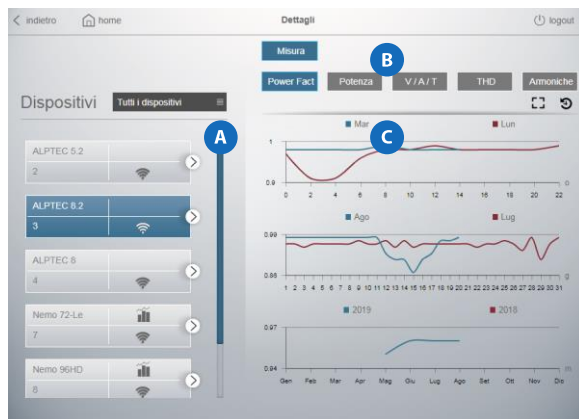 indietro home Dettagli logout
Misura
B
Power Fact Potenza V / A / T THD Armoniche
Dispositivi Tutti i dispositivi
A
C
Mar Lun
ALPTEC 5.2
2
1
0.9
0 2 4 6 8 10 12 14 16 18 20 22 o
ALPTEC 8.2
3
Ago Lug
0.99
0.88
1 2 3 4 5 6 7 8 9 10 11 12 13 14 15 16 17 18 19 20 21 22 23 24 25 26 27 28 29 30 31 g
ALPTEC 8
4
Nemo 72-Le
7
2019 2018
0.97
0.94
Gen Feb Mar Apr Mag Giu Lug Ago Set Ott Nov Dis m
Nemo 96HD
8